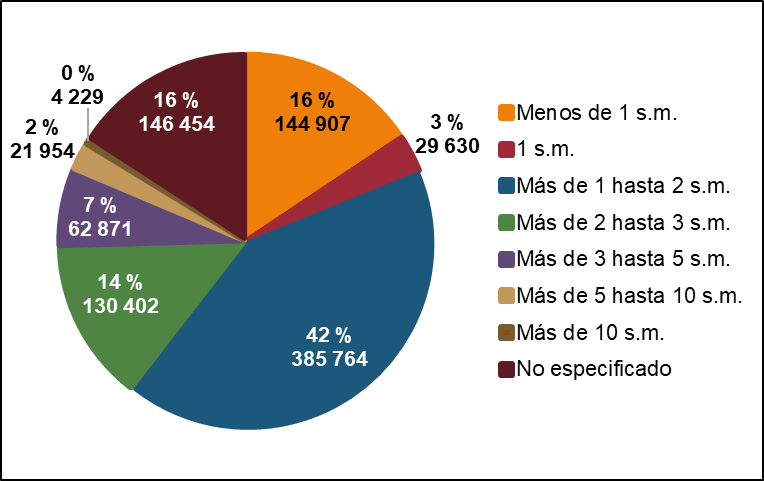 0 %
4 229
16 %
146 454
16 %
144 907
3 %
29 630
2 %
21 954
7 %
62 871
14 %
130 402
42 %
385 764
Menos de 1 s.m.
1 s.m.
Más de 1 hasta 2 s.m.
Más de 2 hasta 3 s.m.
Más de 3 hasta 5 s.m.
Más de 5 hasta 10 s.m.
Más de 10 s.m.
No especificado